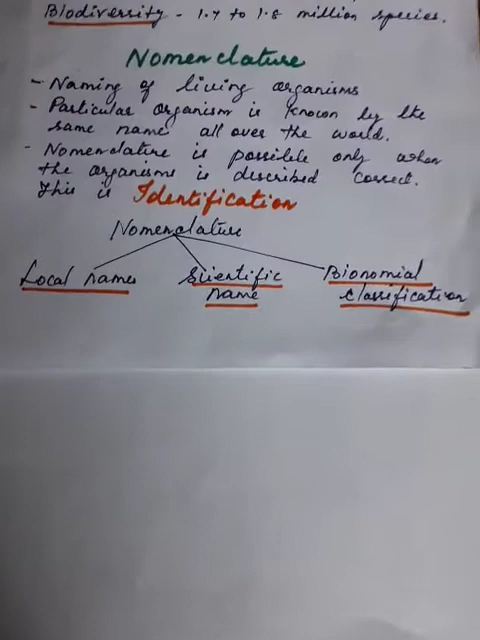 Biodiversity - 1.7 to 1.8 million species.
Nomenclature
- Naming of living organisms
- Particular organism is known by the
same name all over the world.
- Nomenclature is possible only when
the organisms is described correct.
This is Identification
Nomenclature
Local name Scientific name Bionomial classification